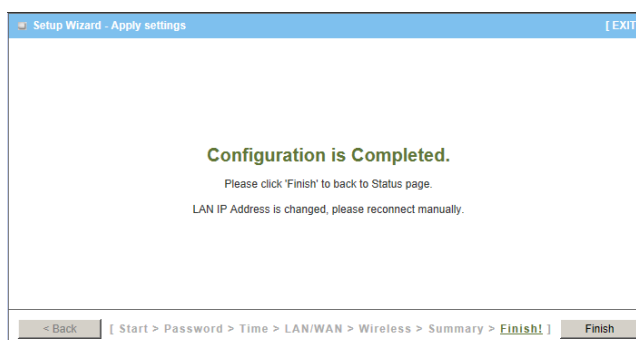 Setup Wizard - Apply settings [ EXIT
Configuration is Completed.
Please click 'Finish' to back to Status page.
LAN IP Address is changed, please reconnect manually.
< Back [ Start > Password > Time > LAN/WAN > Wireless > Summary > Finish! ] Finish